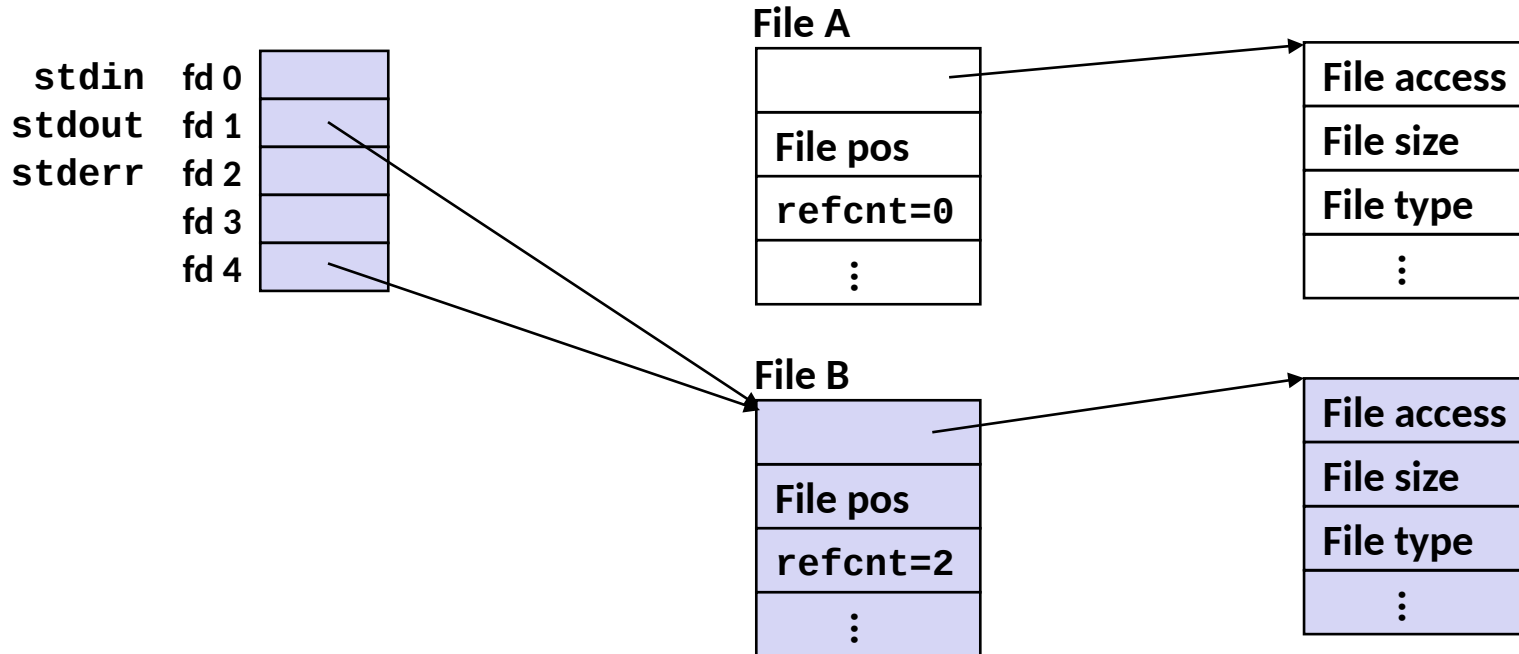 stdin fd 0
stdout fd 1
stderr fd 2
fd 3
fd 4
File A
File pos
refcnt=0
⋮
File access
File size
File type
⋮
File B
File pos
refcnt=2
⋮
File access
File size
File type
⋮